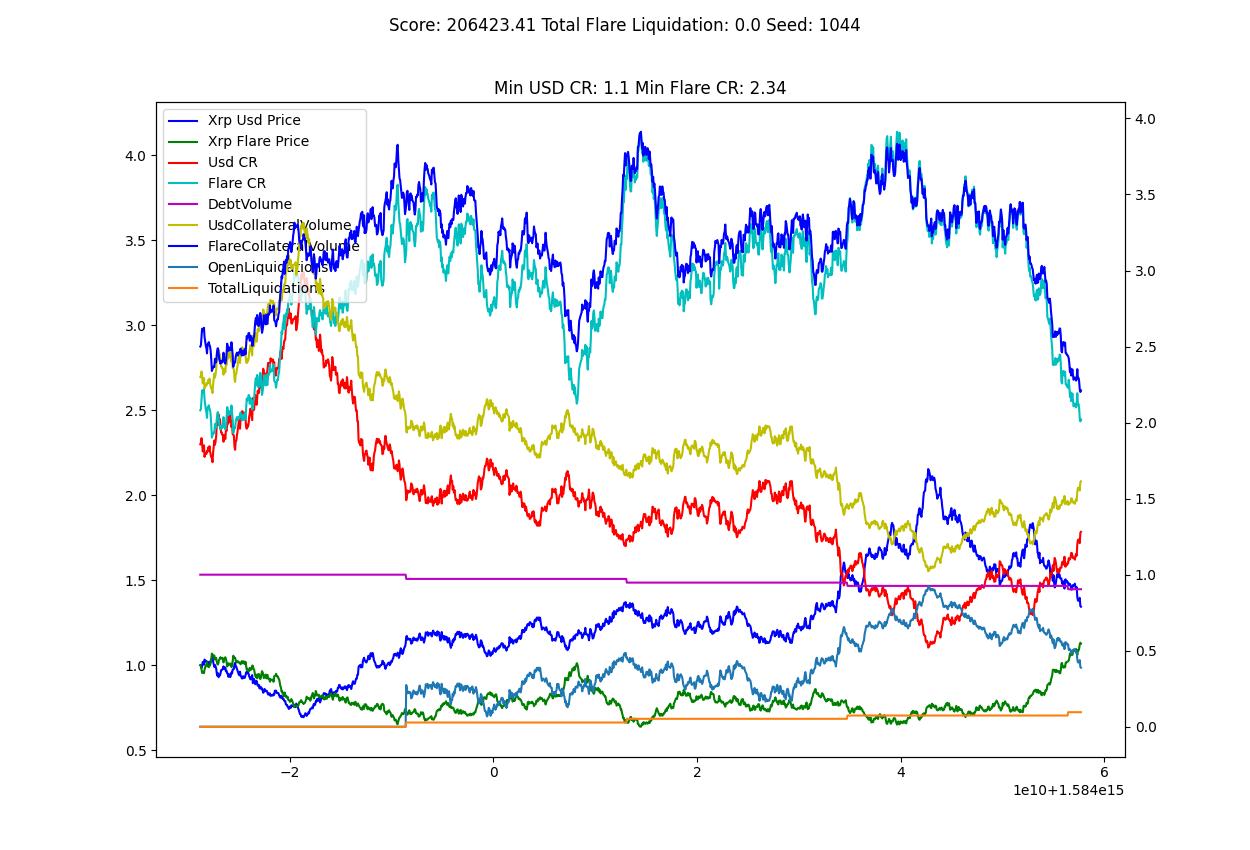 Score: 206423.41 Total Flare Liquidation: 0.0 Seed: 1044
Min USD CR: 1.1 Min Flare CR: 2.34
Xrp Usd Price
Xrp Flare Price
Usd CR
Flare CR
DebtVolume
UsdCollateralVolume
FlareCollateralVolume
OpenLiquidations
TotalLiquidations
4.0
3.5
3.0
2.5
2.0
1.5
1.0
0.5
4.0
3.5
3.0
2.5
2.0
1.5
1.0
0.5
0.0
−2
0
2
4
6
1e10+1.584e15